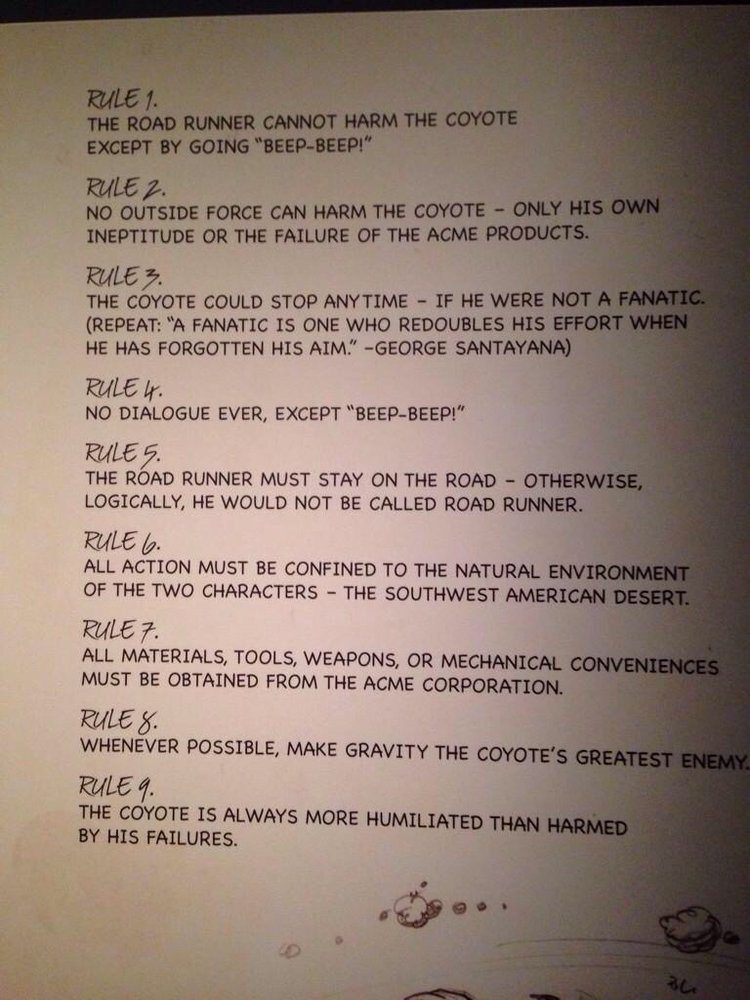 RULE 1.
THE ROAD RUNNER CANNOT HARM THE COYOTE
EXCEPT BY GOING “BEEP-BEEP!”
RULE 2.
NO OUTSIDE FORCE CAN HARM THE COYOTE – ONLY HIS OWN
INEPTITUDE OR THE FAILURE OF THE ACME PRODUCTS.
RULE 3.
THE COYOTE COULD STOP ANYTIME – IF HE WERE NOT A FANATIC.
(REPEAT: “A FANATIC IS ONE WHO REDOUBLES HIS EFFORT WHEN
HE HAS FORGOTTEN HIS AIM.” –GEORGE SANTAYANA)
RULE 4.
NO DIALOGUE EVER, EXCEPT “BEEP-BEEP!”
RULE 5.
THE ROAD RUNNER MUST STAY ON THE ROAD – OTHERWISE,
LOGICALLY, HE WOULD NOT BE CALLED ROAD RUNNER.
RULE 6.
ALL ACTION MUST BE CONFINED TO THE NATURAL ENVIRONMENT
OF THE TWO CHARACTERS – THE SOUTHWEST AMERICAN DESERT.
RULE 7.
ALL MATERIALS, TOOLS, WEAPONS, OR MECHANICAL CONVENIENCES
MUST BE OBTAINED FROM THE ACME CORPORATION.
RULE 8.
WHENEVER POSSIBLE, MAKE GRAVITY THE COYOTE’S GREATEST ENEMY.
RULE 9.
THE COYOTE IS ALWAYS MORE HUMILIATED THAN HARMED
BY HIS FAILURES.